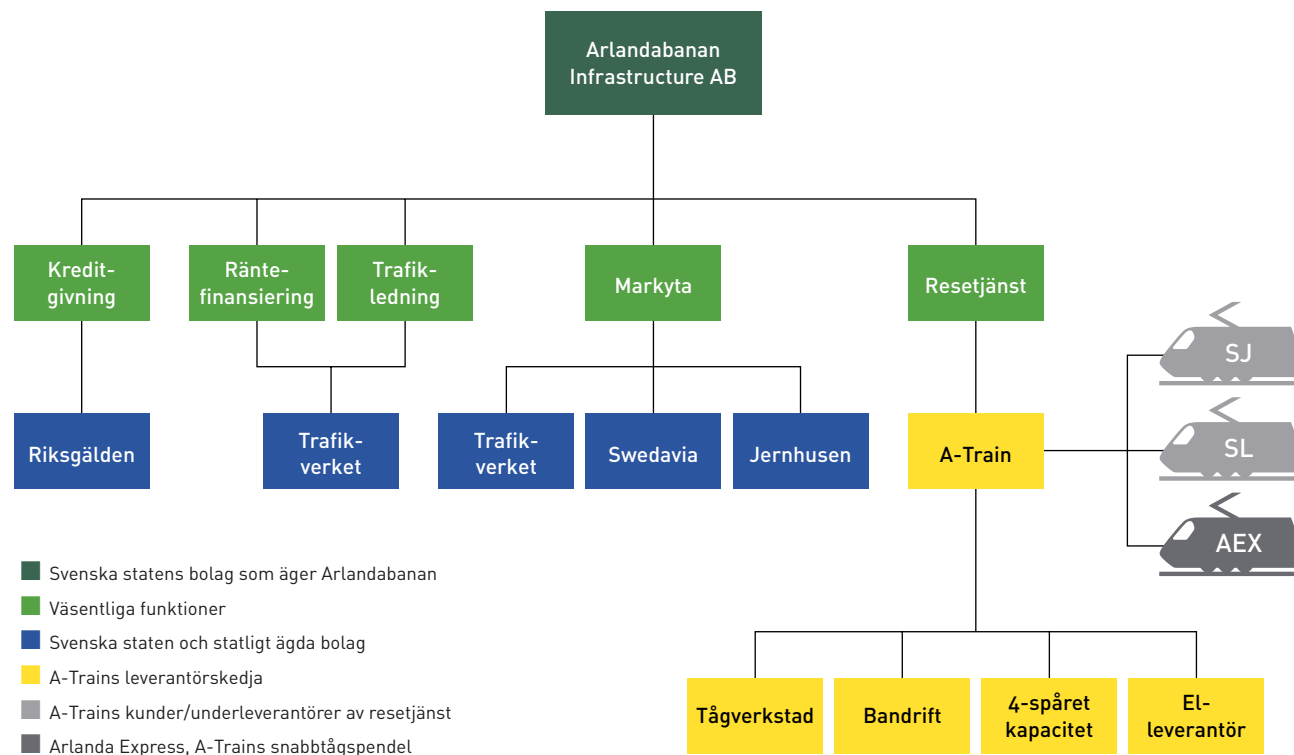 Arlandabanan
Infrastructure AB
Kredit-
givning
Ränte-
finansiering
Trafik-
ledning
Markyta
Resetjänst
SJ
SL
AEX
Riksgälden
Trafik-
verket
Trafik-
verket
Swedavia
Jernhusen
A-Train
Svenska statens bolag som äger Arlandabanan
Väsentliga funktioner
Svenska staten och statligt ägda bolag
A-Trains leverantörskedja
A-Trains kunder/underleverantörer av resetjänst
Arlanda Express, A-Trains snabbtågspendel
Tågverkstad
Bandrift
4-spåret
kapacitet
El-
leverantör